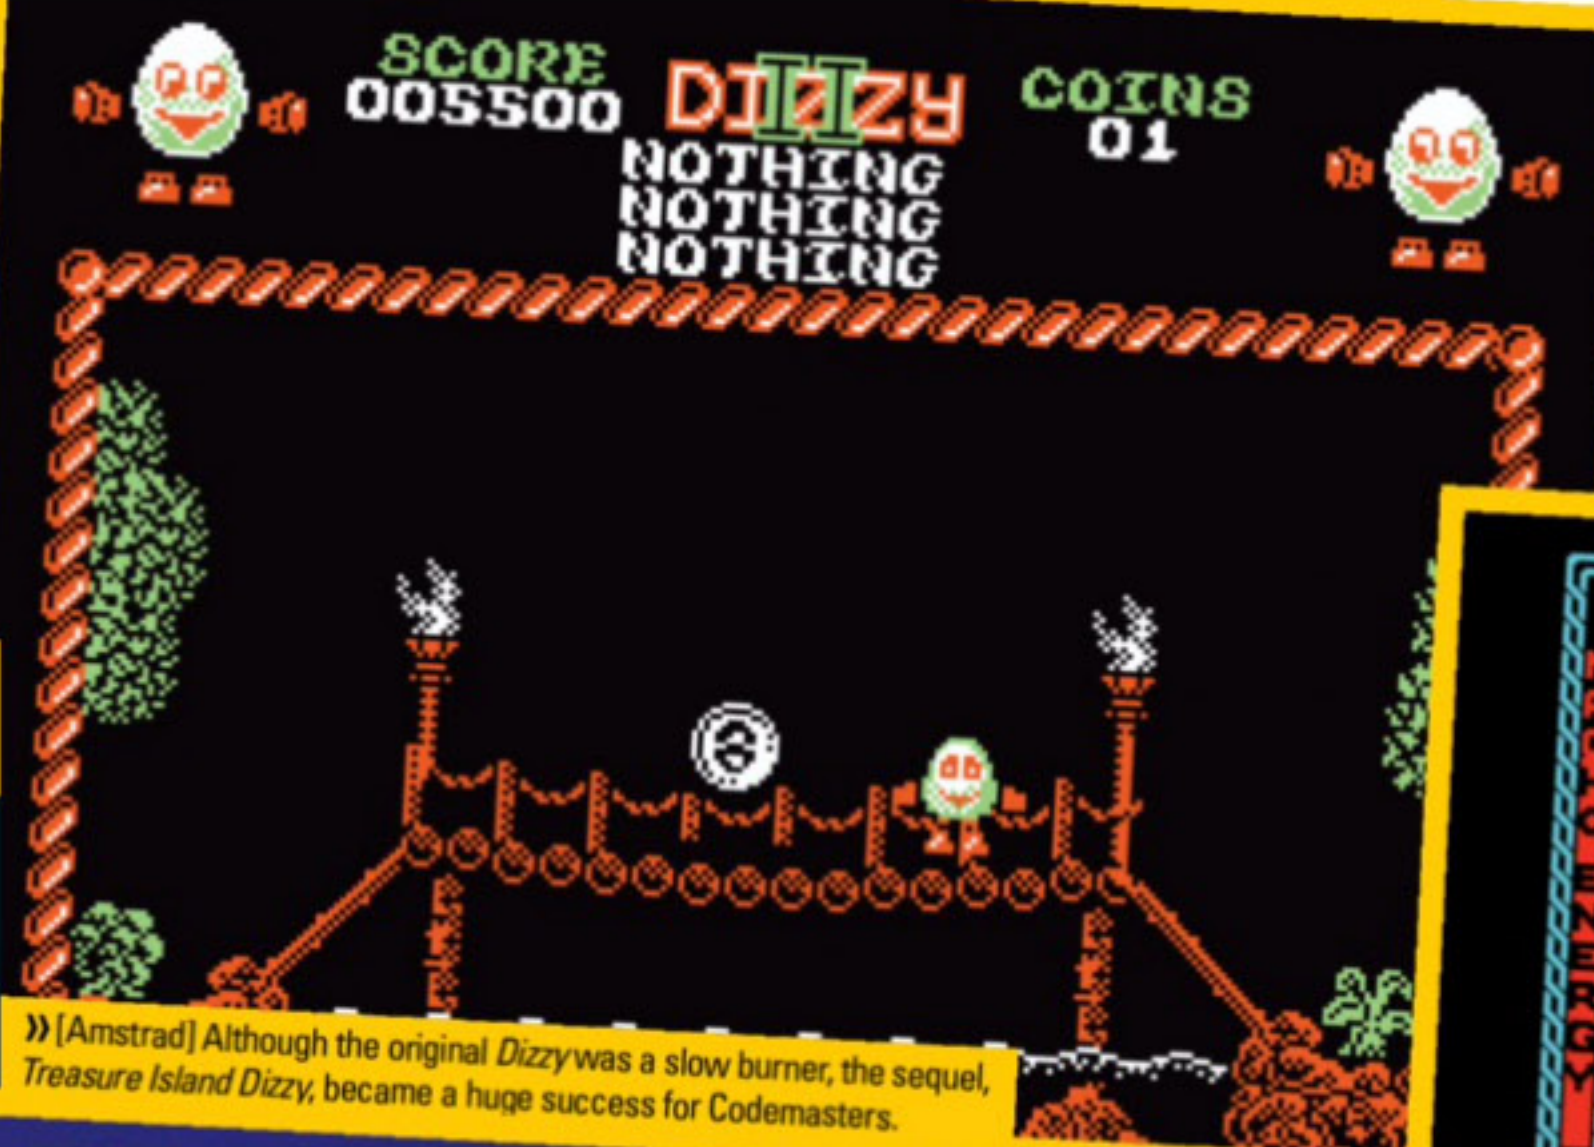 SCORE
005500
DIZZY
II
COINS
01
NOTHING
NOTHING
NOTHING
»[Amstrad] Although the original Dizzy was a slow burner, the sequel,
Treasure Island Dizzy, became a huge success for Codemasters.